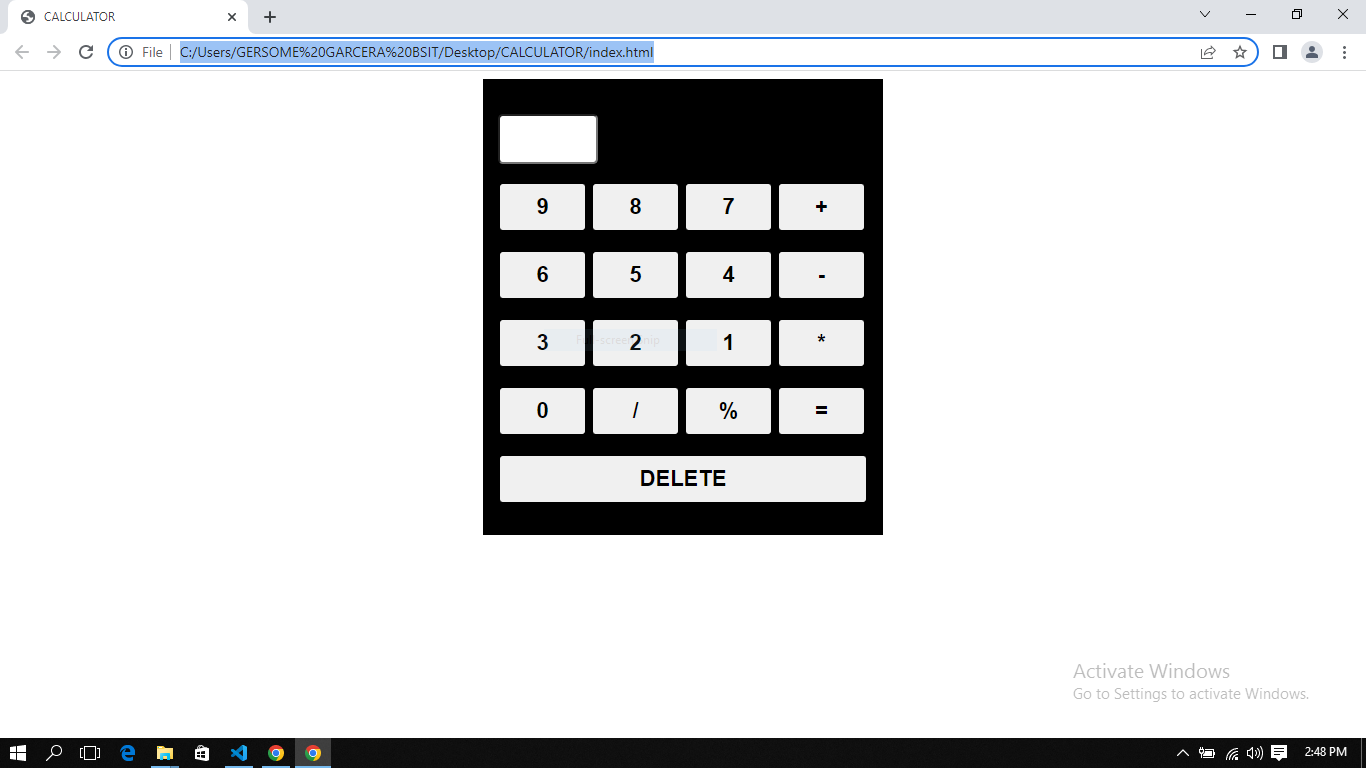 CALCULATOR
File
C:/Users/GERSOME%20GARCERA%20BSIT/Desktop/CALCULATOR/index.html
9 8 7 +
6 5 4 -
3 2 1 *
Full-screen Snip
0 / % =
DELETE
Activate Windows
Go to Settings to activate Windows.
2:48 PM